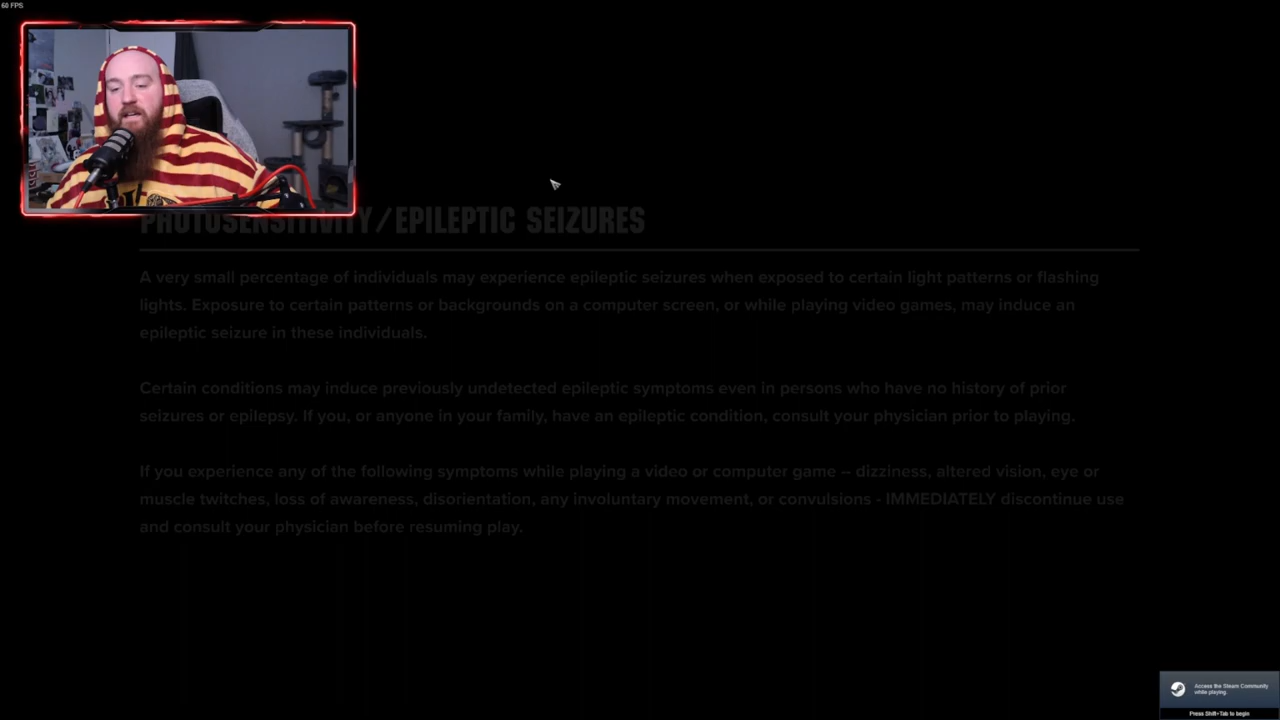 60 FPS
PHOTOSENSITIVITY/EPILEPTIC SEIZURES
A very small percentage of individuals may experience epileptic seizures when exposed to certain light patterns or flashing
lights. Exposure to certain patterns or backgrounds on a computer screen, or while playing video games, may induce an
epileptic seizure in these individuals.
Certain conditions may induce previously undetected epileptic symptoms even in persons who have no history of prior
seizures or epilepsy. If you, or anyone in your family, have an epileptic condition, consult your physician prior to playing.
If you experience any of the following symptoms while playing a video or computer game -- dizziness, altered vision, eye or
muscle twitches, loss of awareness, disorientation, any involuntary movement, or convulsions - IMMEDIATELY discontinue use
and consult your physician before resuming play.
Access the Steam Community
while playing.
Press Shift+Tab to begin